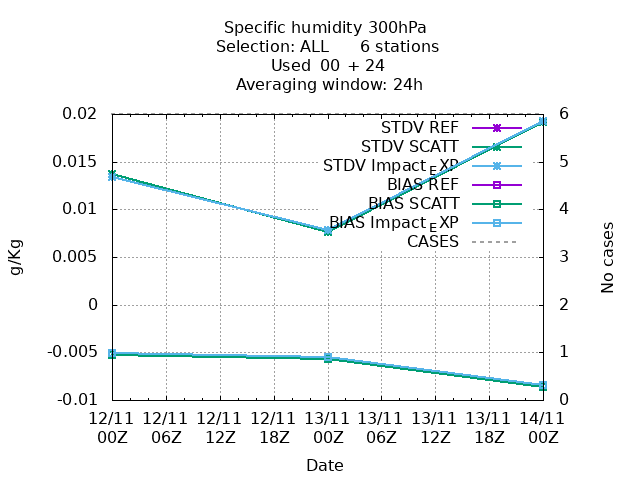 Specific humidity 300hPa
Selection: ALL      6 stations
Used  00  + 24
Averaging window: 24h
0.02
0.015
0.01
0.005
0
-0.005
-0.01
6
5
4
3
2
1
0
g/Kg
No cases
STDV REF
STDV SCATT
STDV Impact_EXP
BIAS REF
BIAS SCATT
BIAS Impact_EXP
CASES
12/11 12/11 12/11 12/11 13/11 13/11 13/11 13/11 14/11
00Z 06Z 12Z 18Z 00Z 06Z 12Z 18Z 00Z
Date